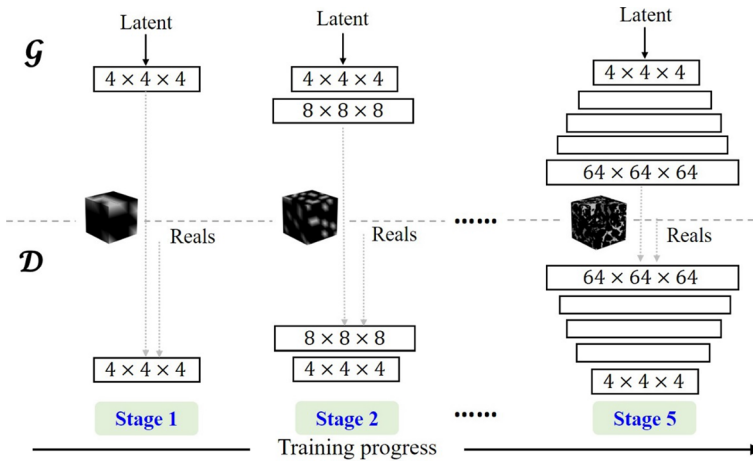 Latent Latent Latent
𝓖 4 × 4 × 4 4 × 4 × 4 4 × 4 × 4
8 × 8 × 8
64 × 64 × 64
......
Reals Reals Reals
𝓓
64 × 64 × 64
8 × 8 × 8
4 × 4 × 4 4 × 4 × 4 4 × 4 × 4
Stage 1 Stage 2 ...... Stage 5
Training progress